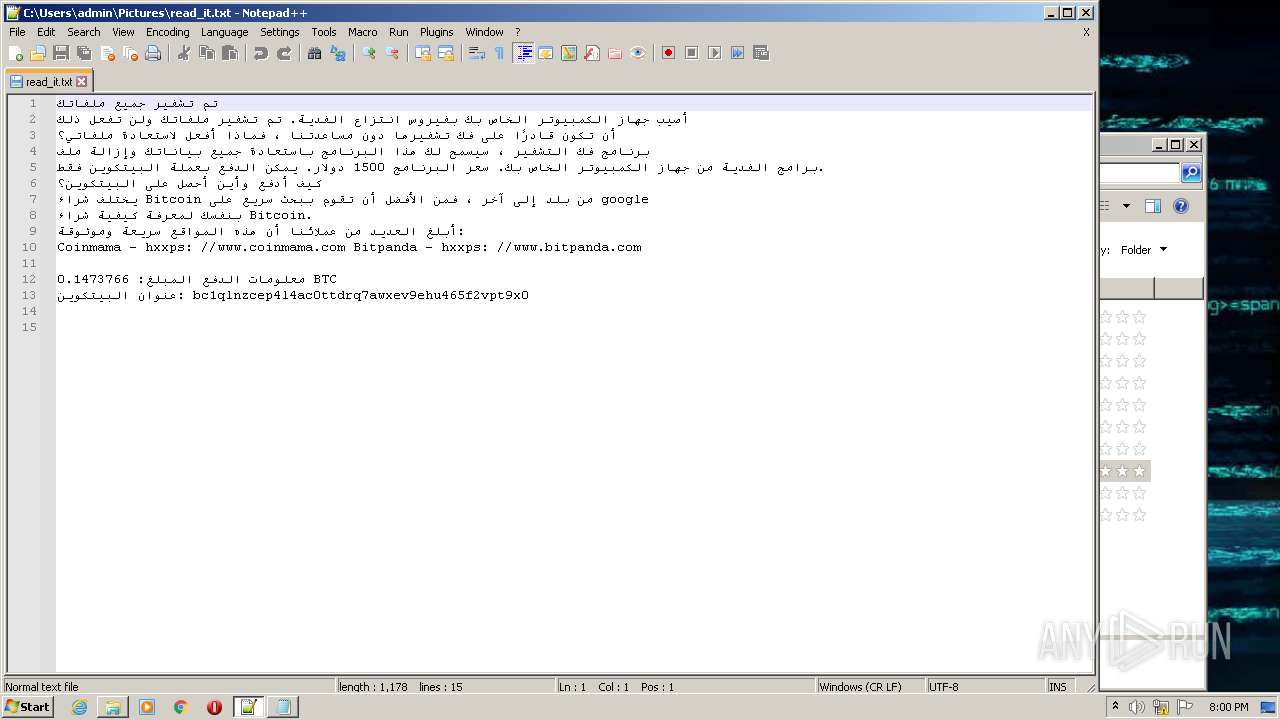 C:\Users\admin\Pictures\read_it.txt - Notepad++
File Edit Search View Encoding Language Settings Tools Macro Run Plugins Window ? X
read_it.txt
1 تم تشفير جميع ملفاتك
2 أصيب جهاز الكمبيوتر الخاص بك بفيروس انتزاع الفدية. تم تشفير ملفاتك ولن تفعل ذلك
3 أن تكون قادرًا على فك تشفيرها دون مساعدتنا ، فماذا أفعل لاستعادة ملفاتي؟
4 برنامج فك التشفير ، سيسمح لك هذا البرنامج باستعادة جميع بياناتك وإزالة ملف
5 برامج الفدية من جهاز الكمبيوتر الخاص بك. سعر البرنامج 1500 دولار. يمكن الدفع بعملة البيتكوين فقط.
6 كيف أدفع وأين أحصل على البيتكوين؟
7 يختلف شراء Bitcoin من بلد إلى آخر ، فمن الأفضل أن تقوم ببحث سريع على google
8 بنفسك لمعرفة كيفية شراء Bitcoin.
9 أبلغ العديد من عملائنا أن هذه المواقع سريعة وموثوقة:
10 Coinmama - hxxps: //www.coinmama.com Bitpanda - hxxps: //www.bitpanda.com
11
12 معلومات الدفع المبلغ: 0.1473766 BTC
13 عنوان البيتكوين: bc1qlnzcep4l4ac0ttdrq7awxev9ehu465f2vpt9x0
14
15
y: Folder
6 mins
g>=span
ANY RUN
Normal text file length : 1,178 lines : 15 Ln : 1 Col : 1 Pos : 1 Windows (CR LF) UTF-8 INS
Start 8:00 PM